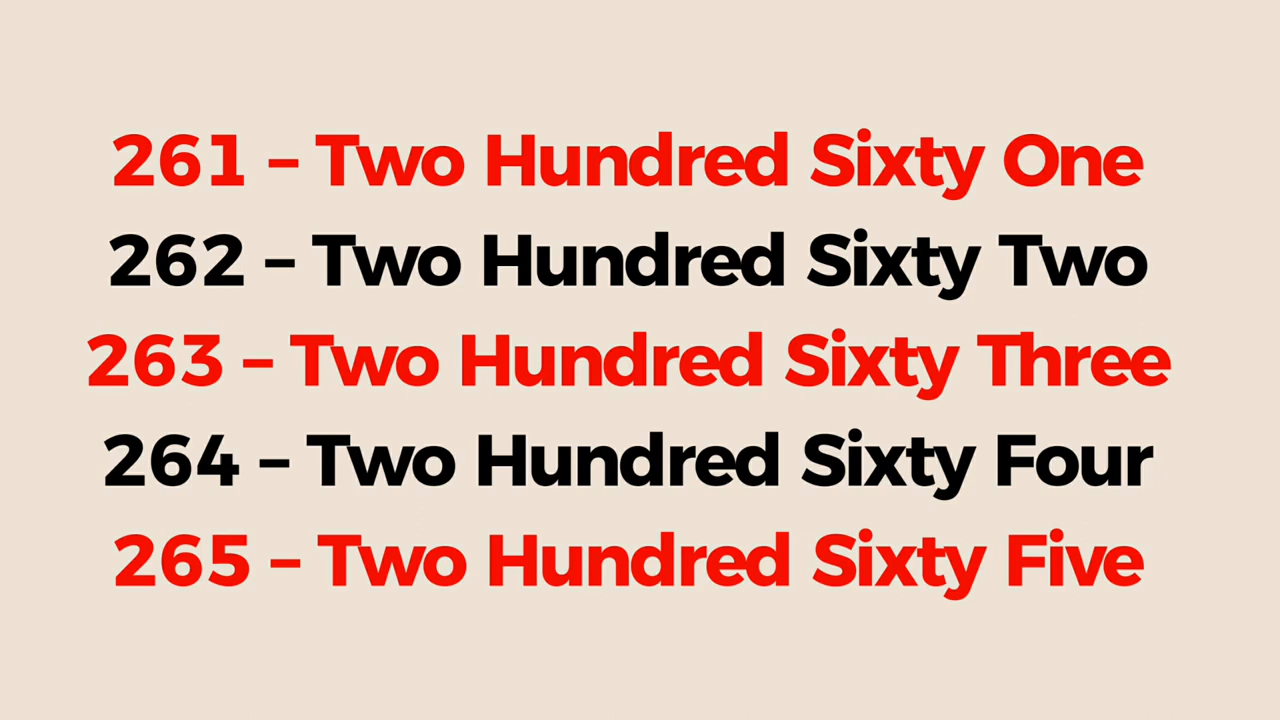 261 – Two Hundred Sixty One
262 – Two Hundred Sixty Two
263 – Two Hundred Sixty Three
264 – Two Hundred Sixty Four
265 – Two Hundred Sixty Five